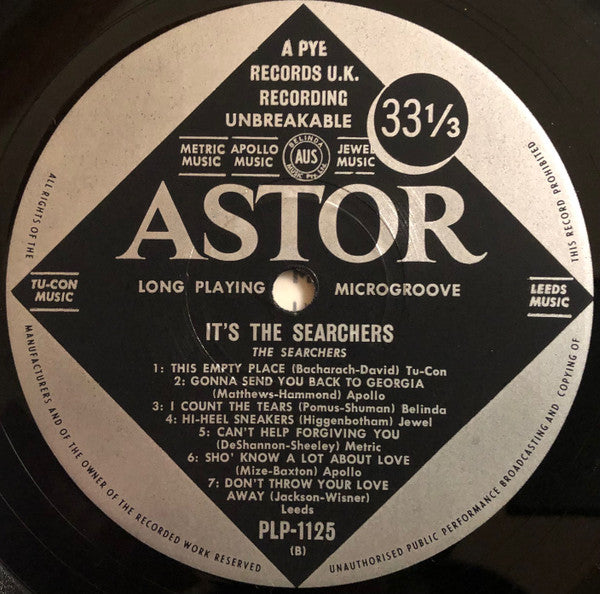 A PYE
RECORDS U.K.
RECORDING
UNBREAKABLE
33 1/3
METRIC MUSIC
APOLLO MUSIC
BELINDA
AUS
MUSIC Pty Ltd
JEWEL MUSIC
ASTOR
LONG PLAYING MICROGROOVE
TU-CON MUSIC
LEEDS MUSIC
IT'S THE SEARCHERS
THE SEARCHERS
1: THIS EMPTY PLACE (Bacharach-David) Tu-Con
2: GONNA SEND YOU BACK TO GEORGIA
(Matthews-Hammond) Apollo
3: I COUNT THE TEARS (Pomus-Shuman) Belinda
4: HI-HEEL SNEAKERS (Higgenbotham) Jewel
5: CAN'T HELP FORGIVING YOU
(DeShannon-Sheeley) Metric
6: SHO' KNOW A LOT ABOUT LOVE
(Mize-Baxton) Apollo
7: DON'T THROW YOUR LOVE
AWAY (Jackson-Wisner)
Leeds
PLP-1125
(B)
ALL RIGHTS OF THE
MANUFACTURERS AND OF THE OWNER OF THE RECORDED WORK RESERVED
UNAUTHORISED PUBLIC PERFORMANCE BROADCASTING AND COPYING OF
THIS RECORD PROHIBITED